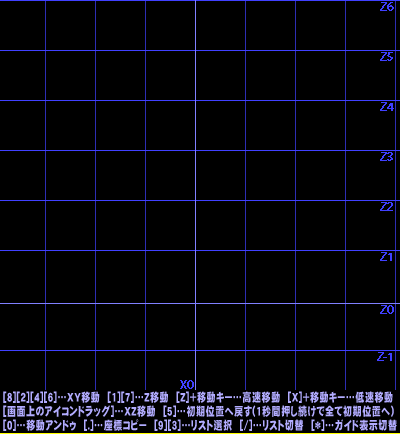 Z6
Z5
Z4
Z3
Z2
Z1
Z0
Z-1
X0
[8][2][4][6]…XY移動 [1][7]…Z移動 [Z]+移動キー…高速移動 [X]+移動キー…低速移動
[画面上のアイコンドラッグ]…XZ移動 [5]…初期位置へ戻す(1秒間押し続けで全て初期位置へ)
[0]…移動アンドゥ [.]…座標コピー [9][3]…リスト選択 [/]…リスト切替 [*]…ガイド表示切替